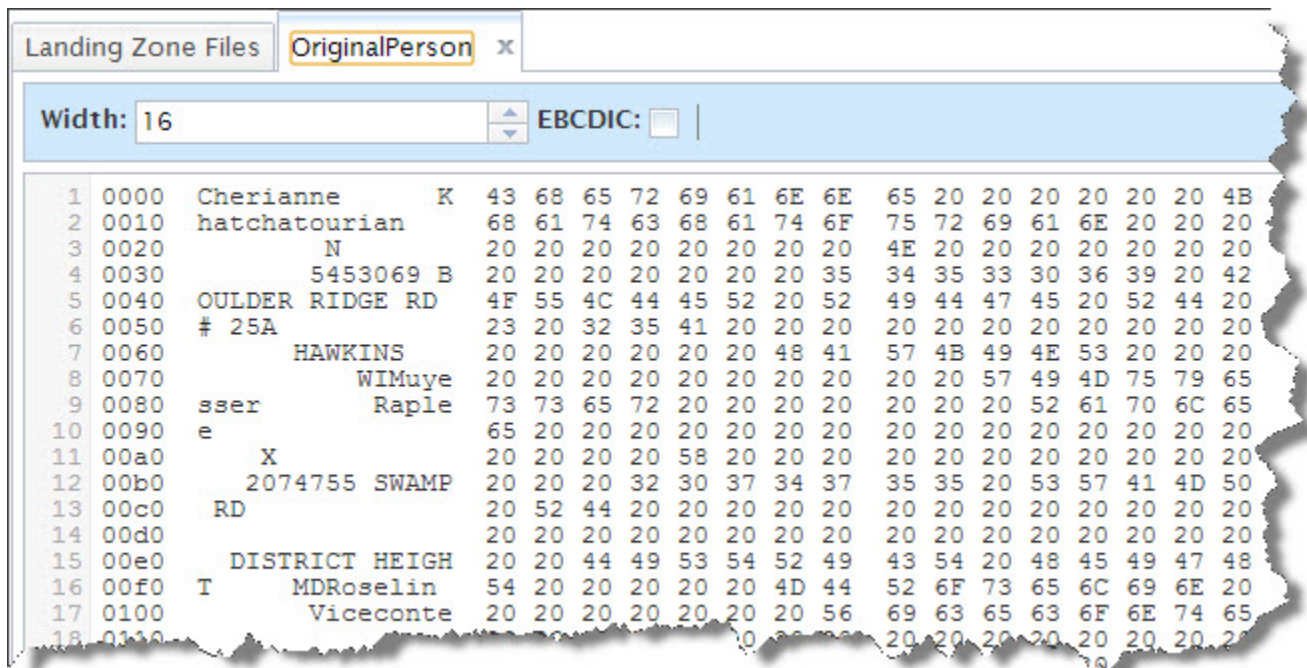 Landing Zone Files OriginalPerson x
Width: 16 EBCDIC:
1 0000 Cherianne      K 43 68 65 72 69 61 6E 6E 65 20 20 20 20 20 20 4B
2 0010 hatchatourian 68 61 74 63 68 61 74 6F 75 72 69 61 6E 20 20 20
3 0020         N 20 20 20 20 20 20 20 20 4E 20 20 20 20 20 20 20
4 0030        5453069 B 20 20 20 20 20 20 20 35 34 35 33 30 36 39 20 42
5 0040 OULDER RIDGE RD 4F 55 4C 44 45 52 20 52 49 44 47 45 20 52 44 20
6 0050 # 25A 23 20 32 35 41 20 20 20 20 20 20 20 20 20 20 20
7 0060       HAWKINS 20 20 20 20 20 20 48 41 57 4B 49 4E 53 20 20 20
8 0070           WIMuye 20 20 20 20 20 20 20 20 20 20 57 49 4D 75 79 65
9 0080 sser       Raple 73 73 65 72 20 20 20 20 20 20 20 52 61 70 6C 65
10 0090 e 65 20 20 20 20 20 20 20 20 20 20 20 20 20 20 20
11 00a0     X 20 20 20 20 58 20 20 20 20 20 20 20 20 20 20 20
12 00b0    2074755 SWAMP 20 20 20 32 30 37 34 37 35 35 20 53 57 41 4D 50
13 00c0  RD 20 52 44 20 20 20 20 20 20 20 20 20 20 20 20 20
14 00d0 20 20 20 20 20 20 20 20 20 20 20 20 20 20 20 20
15 00e0   DISTRICT HEIGH 20 20 44 49 53 54 52 49 43 54 20 48 45 49 47 48
16 00f0 T     MDRoselin 54 20 20 20 20 20 4D 44 52 6F 73 65 6C 69 6E 20
17 0100        Viceconte 20 20 20 20 20 20 20 56 69 63 65 63 6F 6E 74 65
18 0110 20 20 20 20 20 20 20